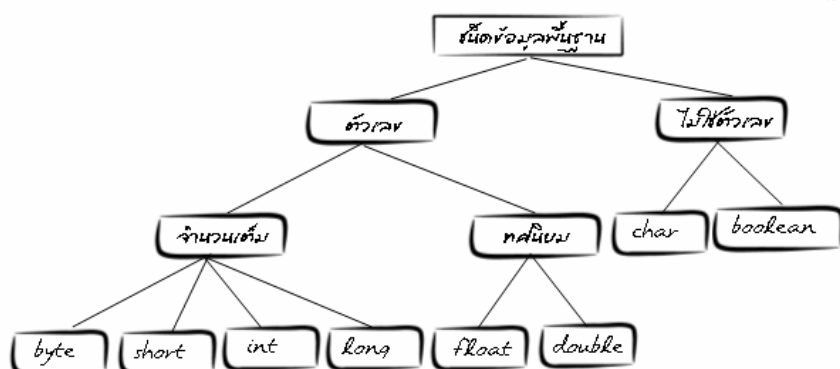 ชนิดข้อมูลพื้นฐาน
ตัวเลข
ไม่ใช่ตัวเลข
จำนวนเต็ม
ทศนิยม
char
boolean
byte
short
int
long
float
double